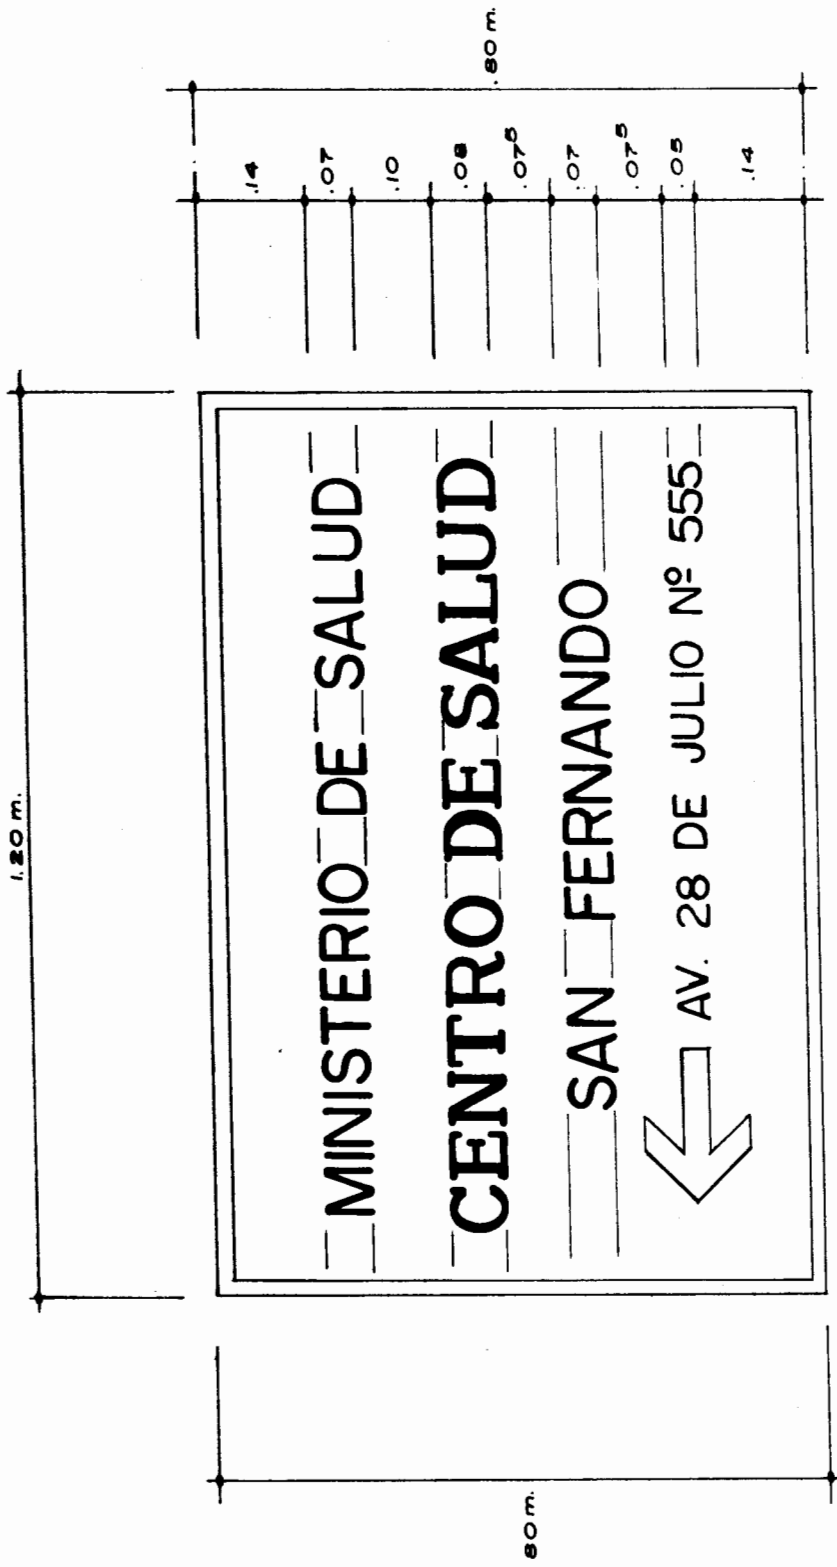 1.20 m.
MINISTERIO DE SALUD
CENTRO DE SALUD
SAN FERNANDO
AV. 28 DE JULIO Nº 555
80 m.
.14
.07
.10
.08
.07⁵
.07
.07⁵
.05
.14
.80 m.